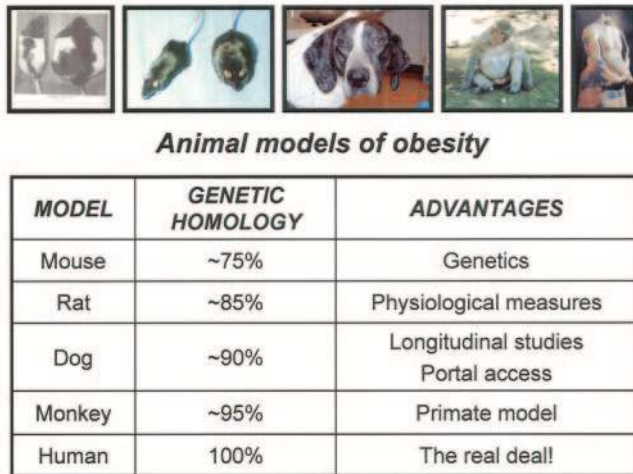 Animal models of obesity
MODEL GENETIC HOMOLOGY ADVANTAGES
Mouse ~75% Genetics
Rat ~85% Physiological measures
Dog ~90% Longitudinal studies
Portal access
Monkey ~95% Primate model
Human 100% The real deal!